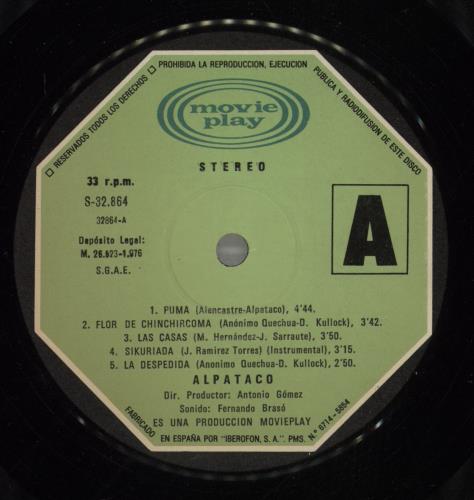 □ RESERVADOS TODOS LOS DERECHOS □ PROHIBIDA LA REPRODUCCION, EJECUCION PUBLICA Y RADIODIFUSION DE ESTE DISCO
movie
play
STEREO
33 r.p.m.
S-32.864
32864-A
Depósito Legal:
M. 26.823-1.976
S.G.A.E.
A
1. PUMA (Alencastre-Alpataco), 4'44.
2. FLOR DE CHINCHIRCOMA (Anónimo Quechua-D. Kullock), 3'42.
3. LAS CASAS (M. Hernández-J. Sarraute), 3'50.
4. SIKURIADA (J. Ramirez Torres) (Instrumental), 3'15.
5. LA DESPEDIDA (Anonimo Quechua-D. Kullock), 2'50.
ALPATACO
Dir. Productor: Antonio Gómez
Sonido: Fernando Brasó
ES UNA PRODUCCION MOVIEPLAY
FABRICADO EN ESPAÑA POR "IBEROFON, S. A." PMS. N.º 6714 - 5854